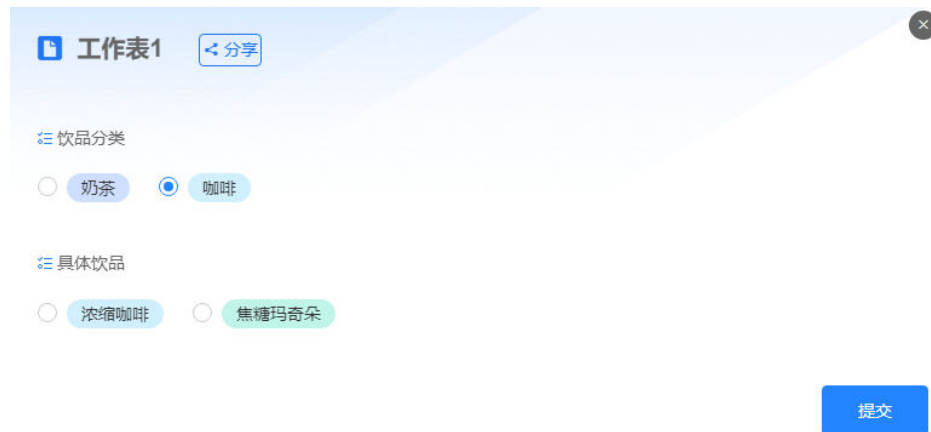 工作表1 分享
饮品分类
奶茶 咖啡
具体饮品
浓缩咖啡 焦糖玛奇朵
提交